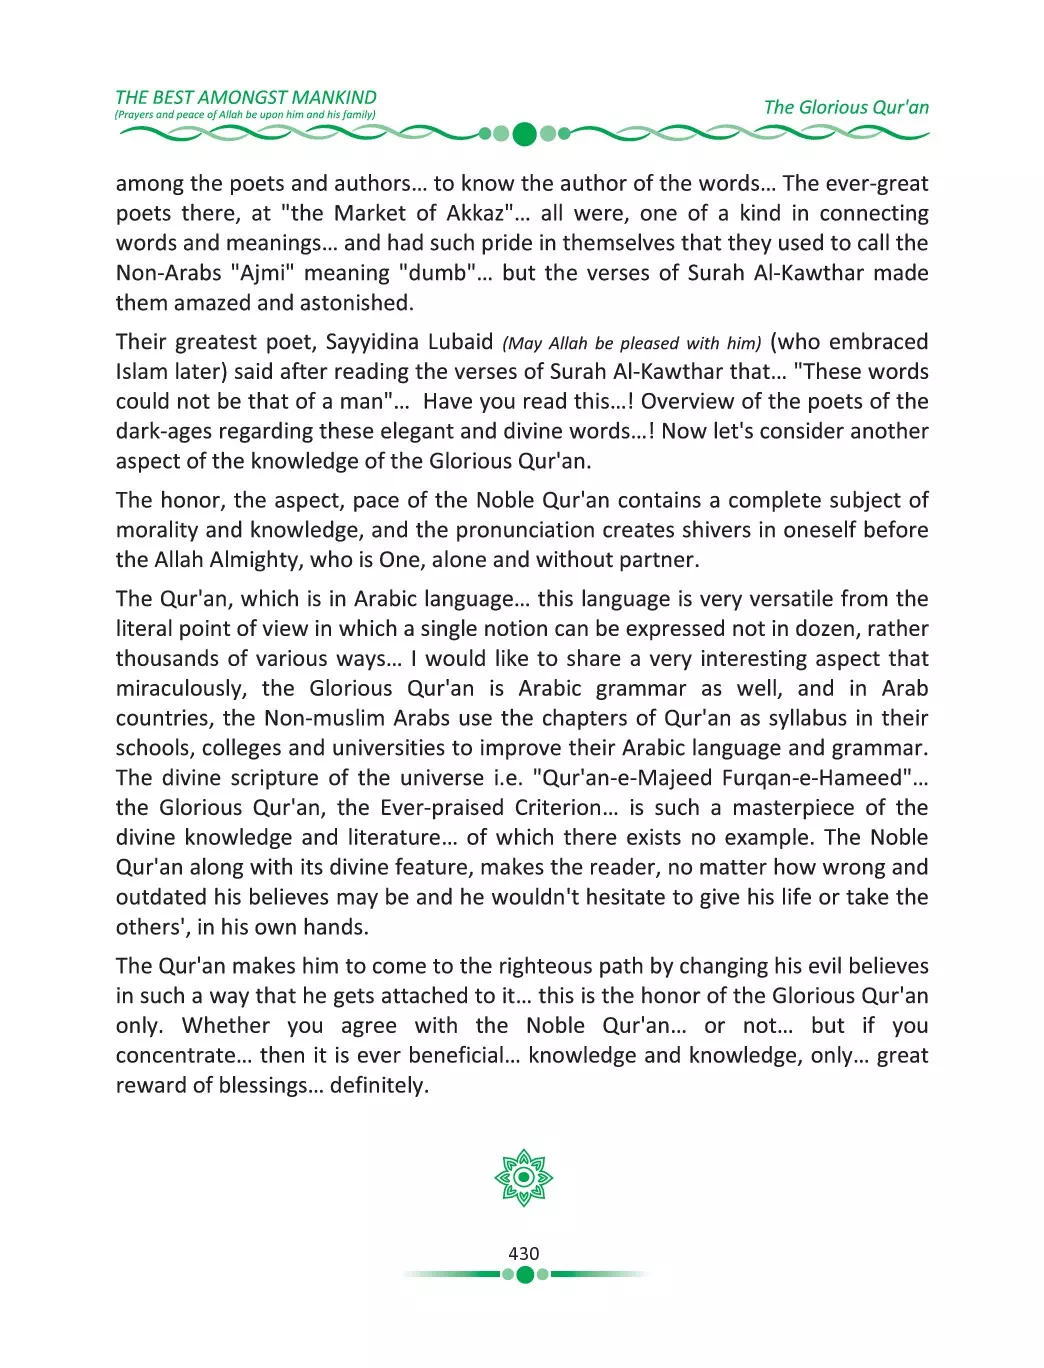 THE BEST AMONGST MANKIND
(Prayers and peace of Allah be upon him and his family)
The Glorious Qur'an
among the poets and authors... to know the author of the words... The ever-great
poets there, at "the Market of Akkaz"... all were, one of a kind in connecting
words and meanings... and had such pride in themselves that they used to call the
Non-Arabs "Ajmi" meaning "dumb"... but the verses of Surah Al-Kawthar made
them amazed and astonished.
Their greatest poet, Sayyidina Lubaid (May Allah be pleased with him) (who embraced
Islam later) said after reading the verses of Surah Al-Kawthar that... "These words
could not be that of a man"... Have you read this...! Overview of the poets of the
dark-ages regarding these elegant and divine words...! Now let's consider another
aspect of the knowledge of the Glorious Qur'an.
The honor, the aspect, pace of the Noble Qur'an contains a complete subject of
morality and knowledge, and the pronunciation creates shivers in oneself before
the Allah Almighty, who is One, alone and without partner.
The Qur'an, which is in Arabic language... this language is very versatile from the
literal point of view in which a single notion can be expressed not in dozen, rather
thousands of various ways... I would like to share a very interesting aspect that
miraculously, the Glorious Qur'an is Arabic grammar as well, and in Arab
countries, the Non-muslim Arabs use the chapters of Qur'an as syllabus in their
schools, colleges and universities to improve their Arabic language and grammar.
The divine scripture of the universe i.e. "Qur'an-e-Majeed Furqan-e-Hameed"...
the Glorious Qur'an, the Ever-praised Criterion... is such a masterpiece of the
divine knowledge and literature... of which there exists no example. The Noble
Qur'an along with its divine feature, makes the reader, no matter how wrong and
outdated his believes may be and he wouldn't hesitate to give his life or take the
others', in his own hands.
The Qur'an makes him to come to the righteous path by changing his evil believes
in such a way that he gets attached to it... this is the honor of the Glorious Qur'an
only. Whether you agree with the Noble Qur'an... or not... but if you
concentrate... then it is ever beneficial... knowledge and knowledge, only... great
reward of blessings... definitely.
430